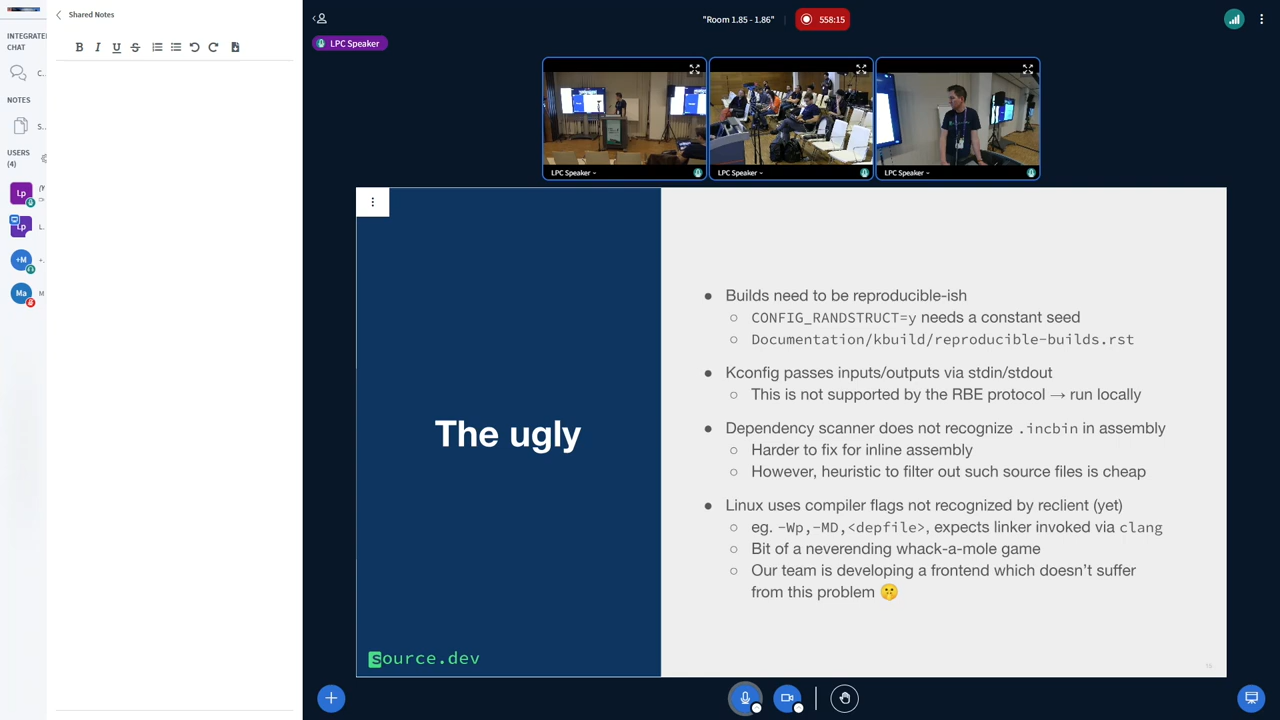 Shared Notes
INTEGRATE
CHAT
C...
NOTES
S...
USERS
(4)
Lp
Lp
L...
+M
+.
Ma
M
B I U S
"Room 1.85 - 1.86"
558:15
LPC Speaker
LPC Speaker
LPC Speaker
LPC Speaker
The ugly
source.dev
• Builds need to be reproducible-ish
○ CONFIG_RANDSTRUCT=y needs a constant seed
○ Documentation/kbuild/reproducible-builds.rst
• Kconfig passes inputs/outputs via stdin/stdout
○ This is not supported by the RBE protocol → run locally
• Dependency scanner does not recognize .incbin in assembly
○ Harder to fix for inline assembly
○ However, heuristic to filter out such source files is cheap
• Linux uses compiler flags not recognized by reclient (yet)
○ eg. -Wp,-MD,<depfile>, expects linker invoked via clang
○ Bit of a neverending whack-a-mole game
○ Our team is developing a frontend which doesn't suffer
from this problem 🤫